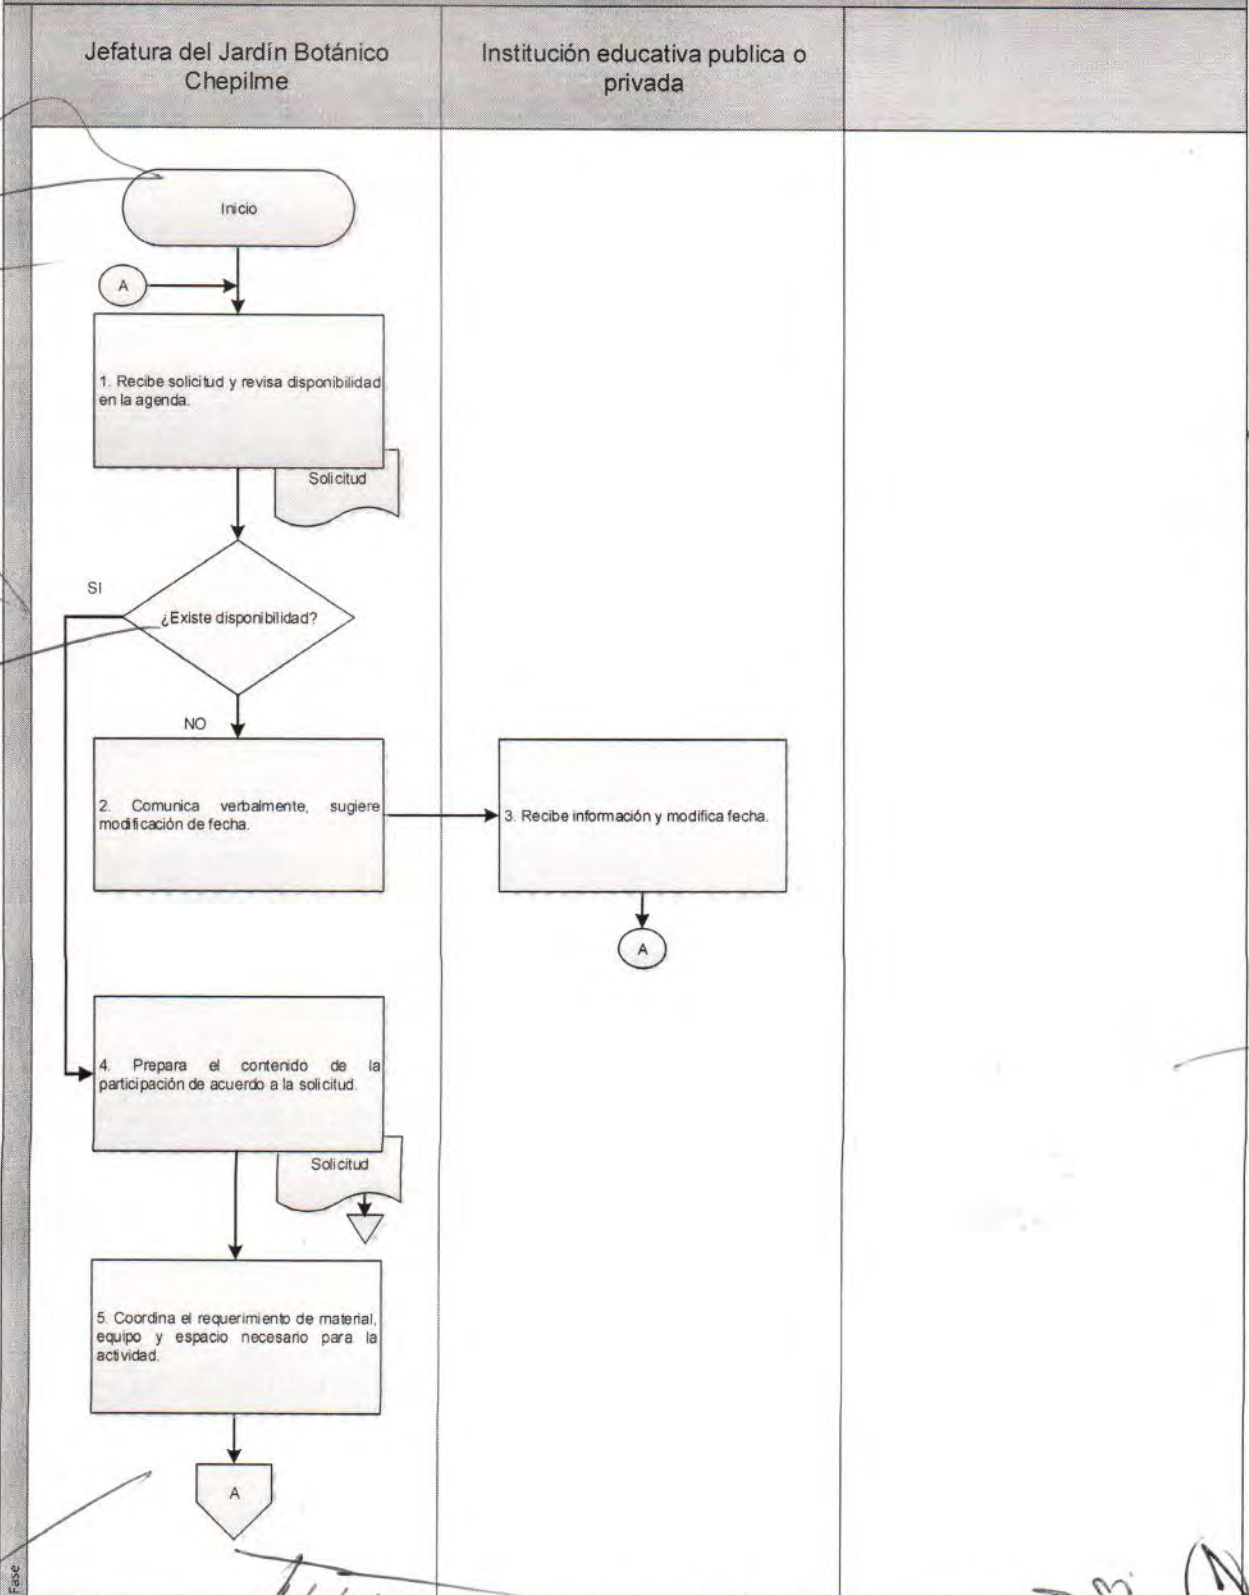 Jefatura del Jardín Botánico
Chepilme
Institución educativa publica o
privada
Inicio
A
1. Recibe solicitud y revisa disponibilidad
en la agenda.
Solicitud
SI
¿Existe disponibilidad?
NO
2. Comunica verbalmente, sugiere
modificación de fecha.
3. Recibe información y modifica fecha.
A
4. Prepara el contenido de la
participación de acuerdo a la solicitud.
Solicitud
5. Coordina el requerimiento de material,
equipo y espacio necesario para la
actividad.
A
Fase